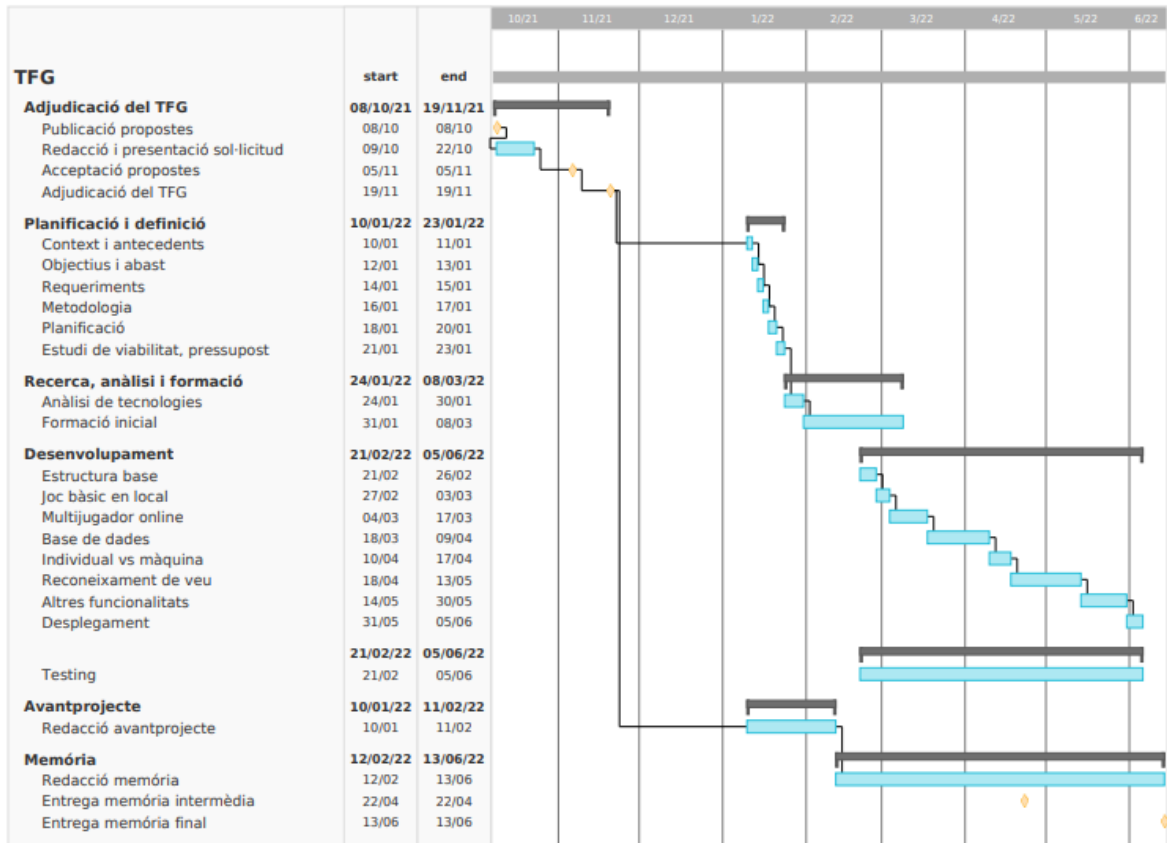 10/21 11/21 12/21 1/22 2/22 3/22 4/22 5/22 6/22
TFG start end
Adjudicació del TFG 08/10/21 19/11/21
Publicació propostes 08/10 08/10
Redacció i presentació sol·licitud 09/10 22/10
Acceptació propostes 05/11 05/11
Adjudicació del TFG 19/11 19/11
Planificació i definició 10/01/22 23/01/22
Context i antecedents 10/01 11/01
Objectius i abast 12/01 13/01
Requeriments 14/01 15/01
Metodologia 16/01 17/01
Planificació 18/01 20/01
Estudi de viabilitat, pressupost 21/01 23/01
Recerca, anàlisi i formació 24/01/22 08/03/22
Anàlisi de tecnologies 24/01 30/01
Formació inicial 31/01 08/03
Desenvolupament 21/02/22 05/06/22
Estructura base 21/02 26/02
Joc bàsic en local 27/02 03/03
Multijugador online 04/03 17/03
Base de dades 18/03 09/04
Individual vs màquina 10/04 17/04
Reconeixament de veu 18/04 13/05
Altres funcionalitats 14/05 30/05
Desplegament 31/05 05/06
21/02/22 05/06/22
Testing 21/02 05/06
Avantprojecte 10/01/22 11/02/22
Redacció avantprojecte 10/01 11/02
Memória 12/02/22 13/06/22
Redacció memória 12/02 13/06
Entrega memória intermèdia 22/04 22/04
Entrega memória final 13/06 13/06